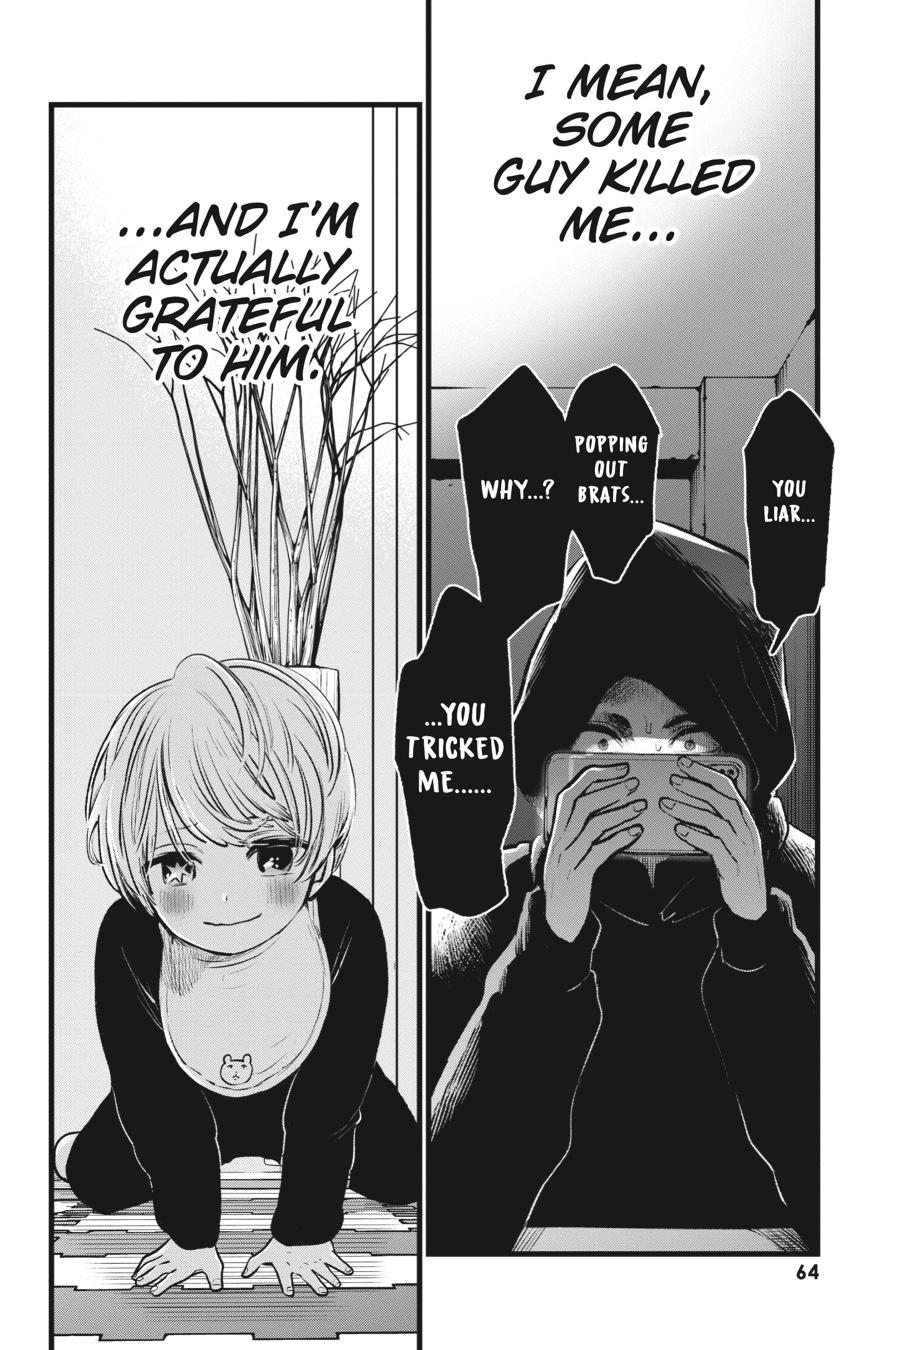 I MEAN,
SOME
GUY KILLED
ME...
YOU
LIAR...
POPPING
OUT
BRATS...
WHY...?
...YOU
TRICKED
ME......
...AND I'M
ACTUALLY
GRATEFUL
TO HIM.
64